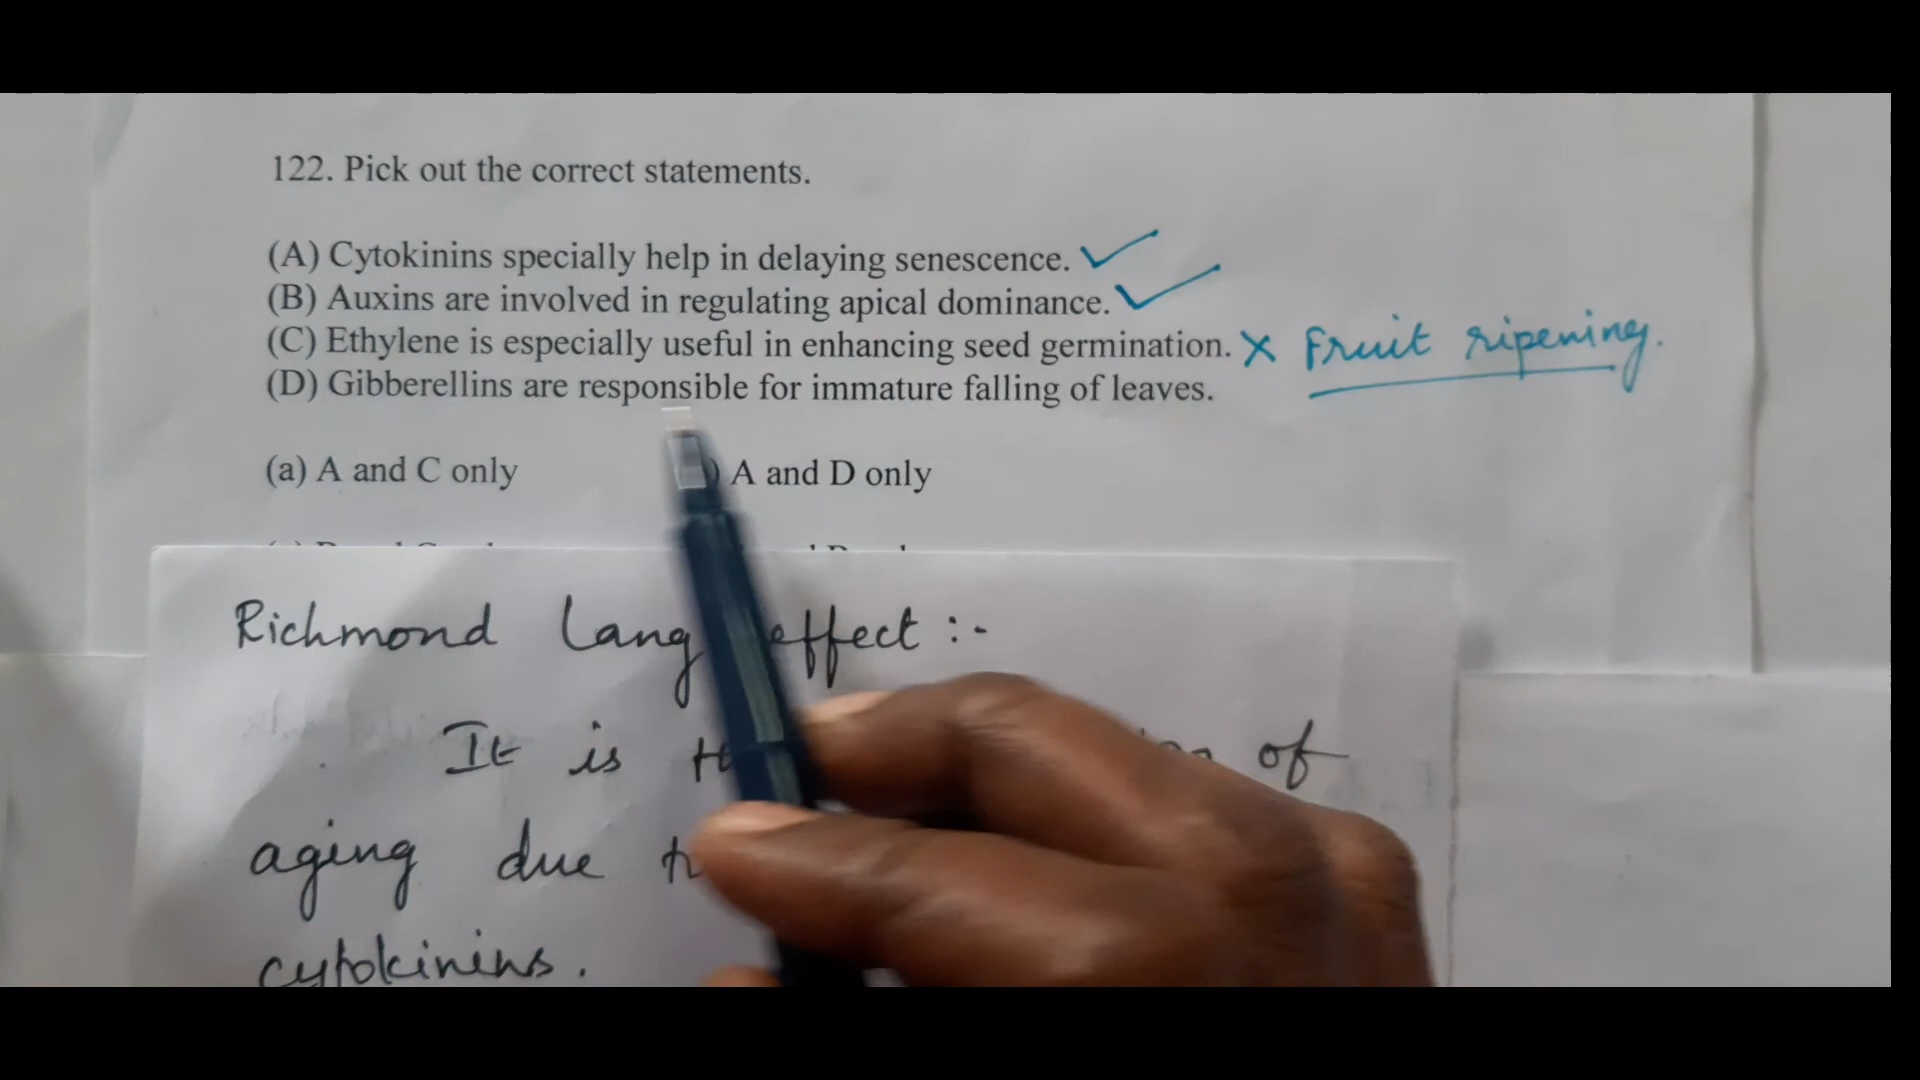 122. Pick out the correct statements.
(A) Cytokinins specially help in delaying senescence.
(B) Auxins are involved in regulating apical dominance.
(C) Ethylene is especially useful in enhancing seed germination. X Fruit ripening.
(D) Gibberellins are responsible for immature falling of leaves.
(a) A and C only ) A and D only
Richmond Lang effect :-
It is of
aging due
cytokinins.